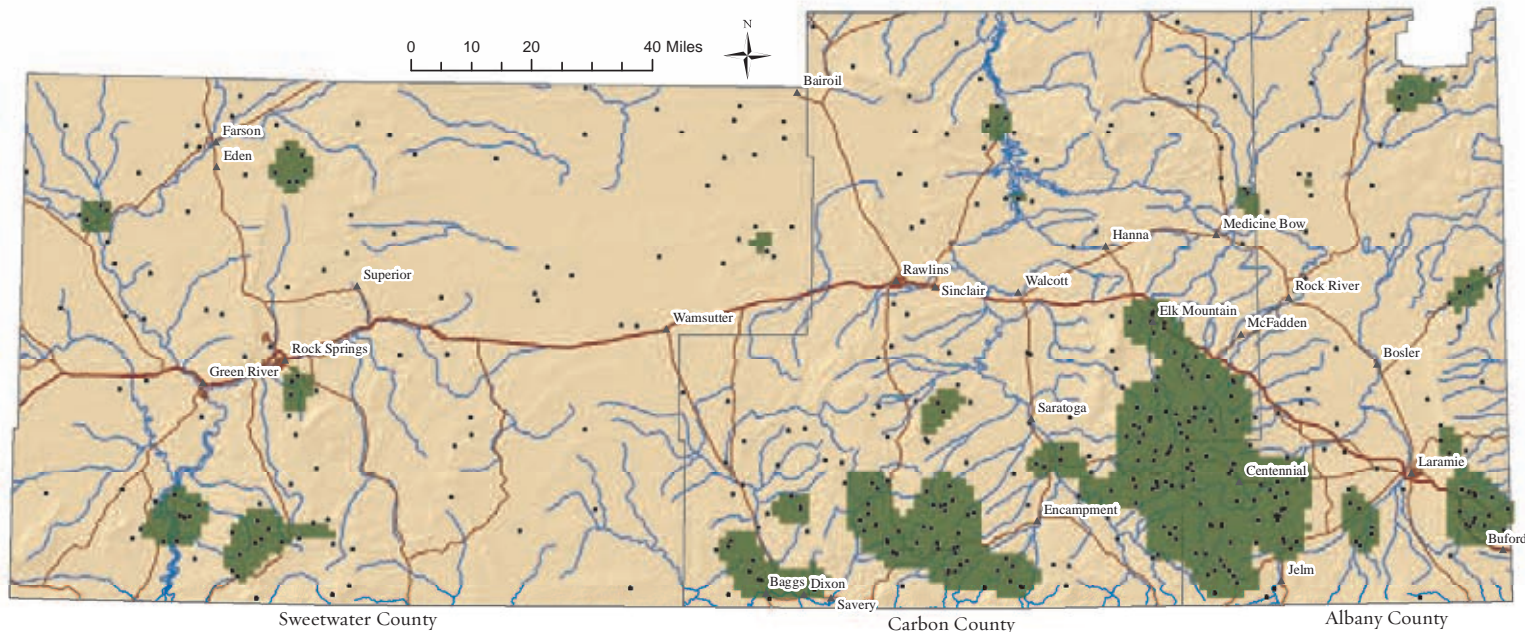 N
0 10 20 40 Miles
Bairoil
Farson
Eden
Medicine Bow
Hanna
Superior
Rawlins
Sinclair
Walcott
Rock River
Elk Mountain
Wamsutter
McFadden
Rock Springs
Bosler
Green River
Saratoga
Laramie
Centennial
Encampment
Buford
Jelm
Baggs
Dixon
Savery
Sweetwater County
Carbon County
Albany County